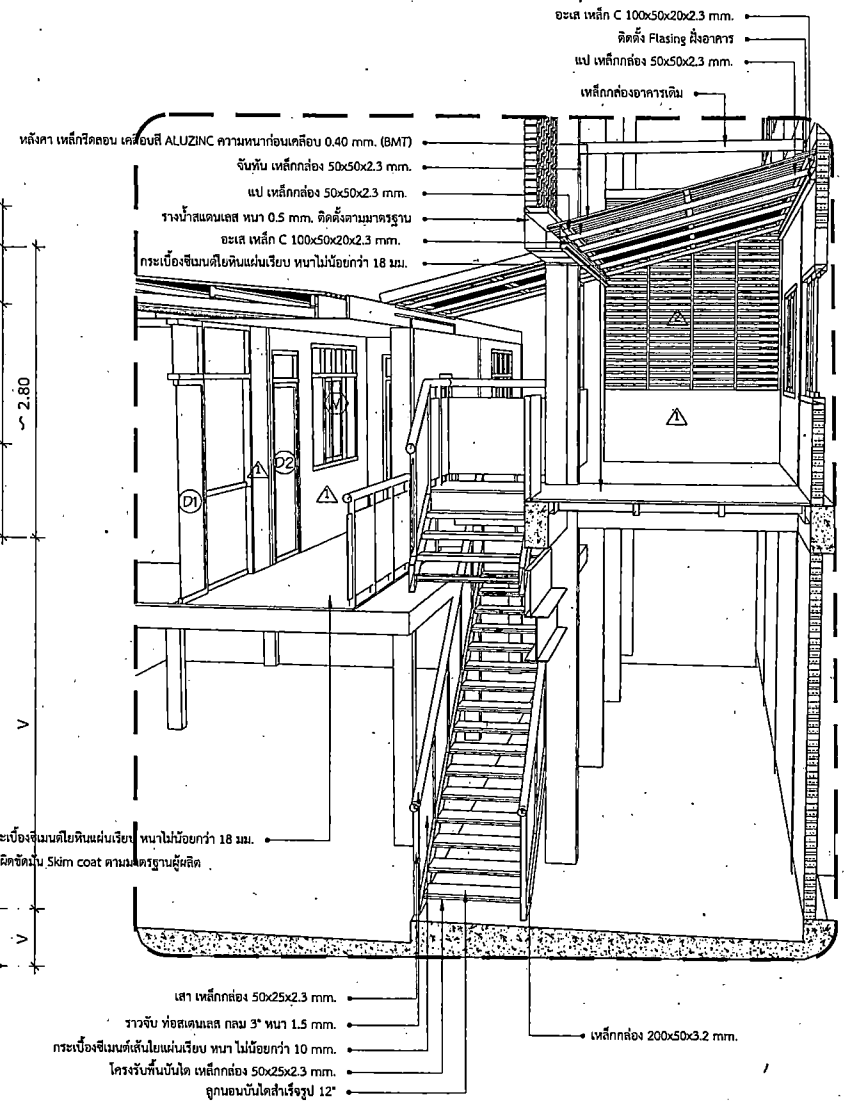 อะเส เหล็ก C 100x50x20x2.3 mm.
ติดตั้ง Flasing ฝั่งอาคาร
แป เหล็กกล่อง 50x50x2.3 mm.
เหล็กกล่องอาคารเดิม
หลังคา เหล็กรีดลอน เคลือบสี ALUZINC ความหนาก่อนเคลือบ 0.40 mm. (BMT)
จันทัน เหล็กกล่อง 50x50x2.3 mm.
แป เหล็กกล่อง 50x50x2.3 mm.
รางน้ำสแตนเลส หนา 0.5 mm. ติดตั้งตามมาตรฐาน
อะเส เหล็ก C 100x50x20x2.3 mm.
กระเบื้องซีเมนต์ใยหินแผ่นเรียบ หนาไม่น้อยกว่า 18 มม.
2
~ 2.80
W
1
D2
1
1
D1
V
ะเบื้องซีเมนต์ใยหินแผ่นเรียบ หนาไม่น้อยกว่า 18 มม.
ผิดขัดมัน Skim coat ตามมาตรฐานผู้ผลิต
V
เสา เหล็กกล่อง 50x25x2.3 mm.
ราวจับ ท่อสเตนเลส กลม 3" หนา 1.5 mm.
เหล็กกล่อง 200x50x3.2 mm.
กระเบื้องซีเมนต์เส้นใยแผ่นเรียบ หนา ไม่น้อยกว่า 10 mm.
โครงรับพื้นบันได เหล็กกล่อง 50x25x2.3 mm.
ลูกนอนบันไดสำเร็จรูป 12"